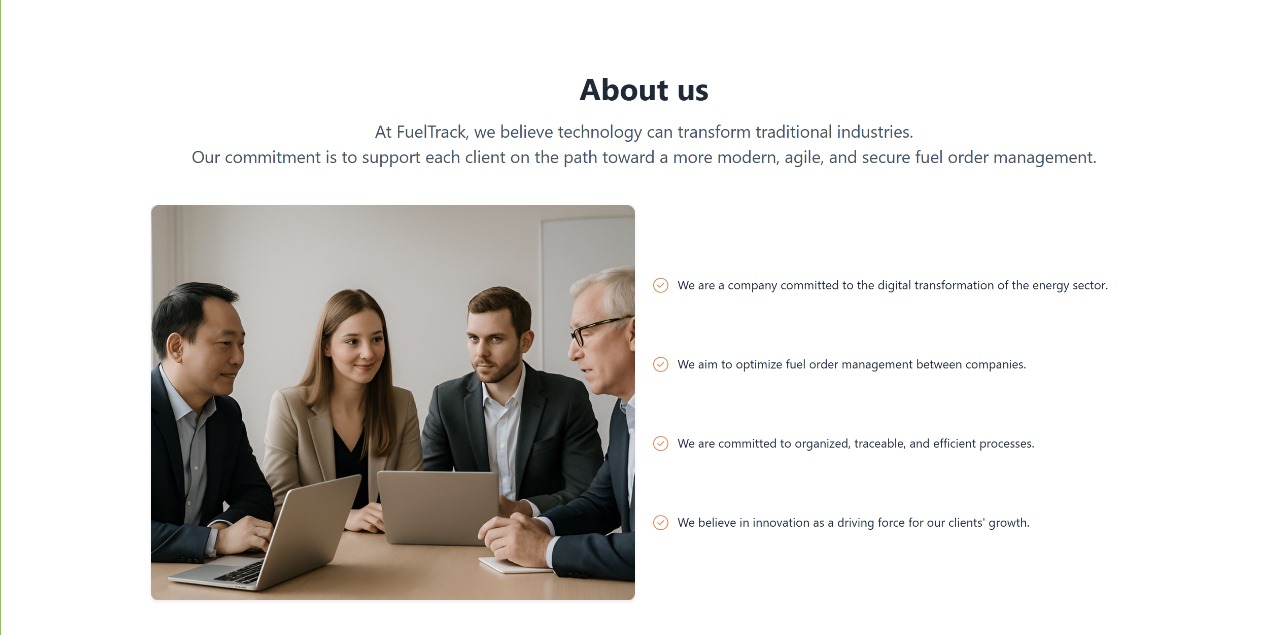 About us
At FuelTrack, we believe technology can transform traditional industries.
Our commitment is to support each client on the path toward a more modern, agile, and secure fuel order management.
We are a company committed to the digital transformation of the energy sector.
We aim to optimize fuel order management between companies.
We are committed to organized, traceable, and efficient processes.
We believe in innovation as a driving force for our clients' growth.